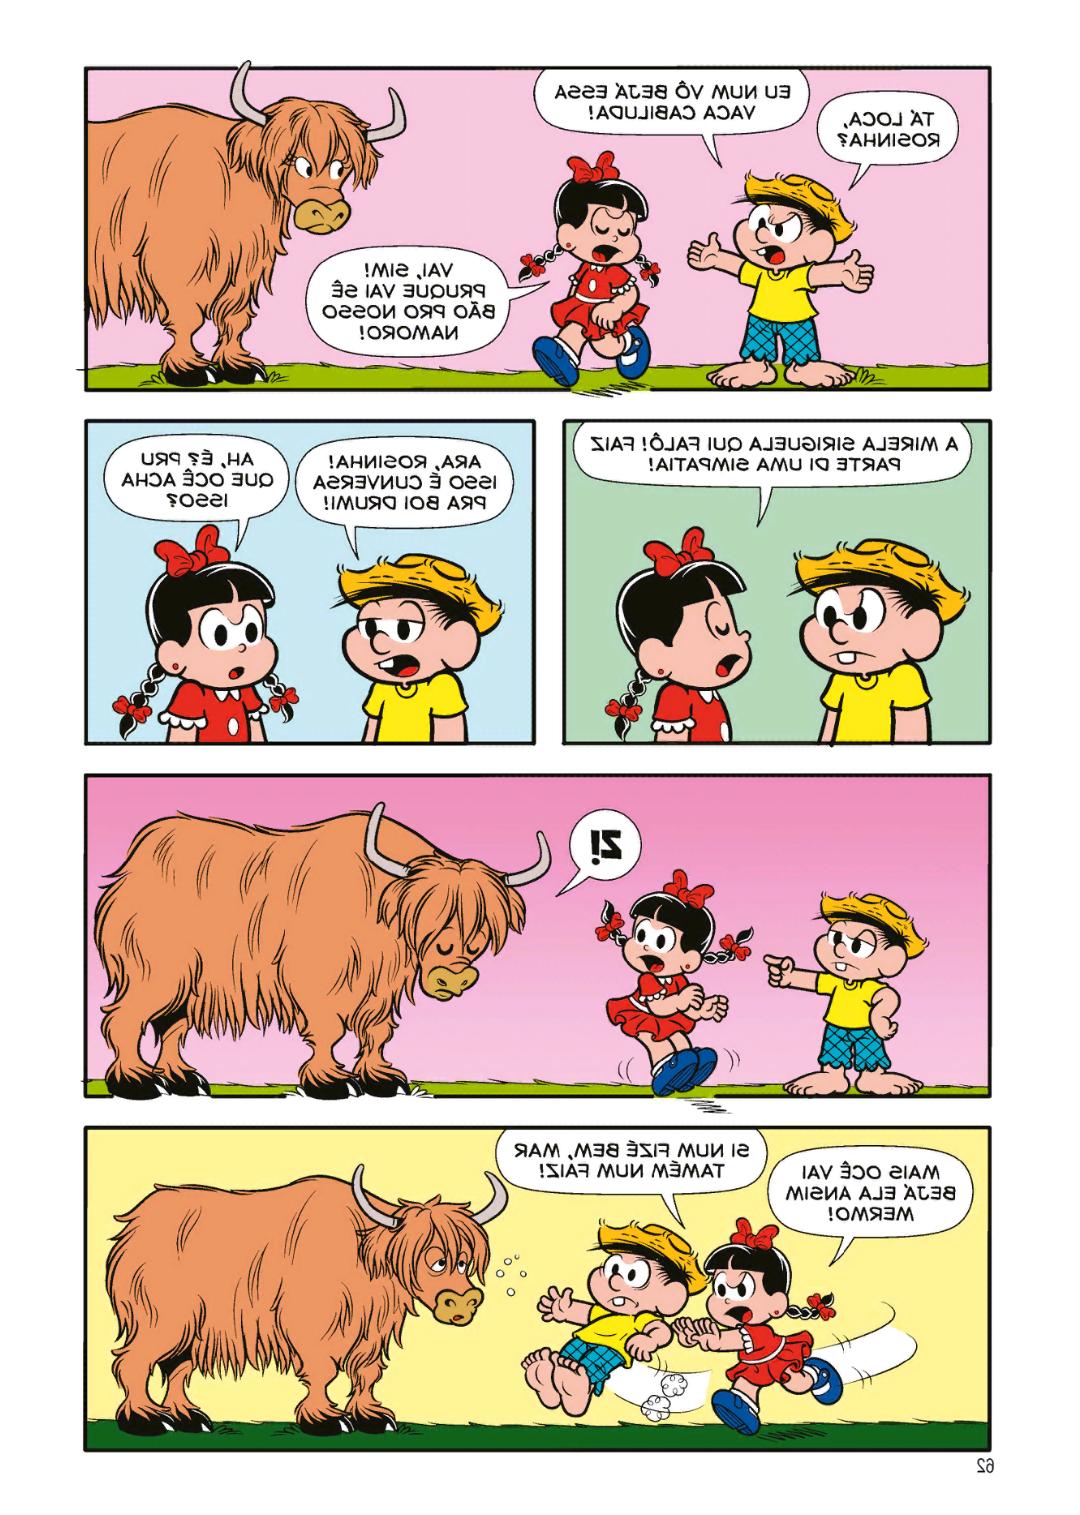 TÁ LOCA,
ROSINHA?
EU NUM VÔ BEJÁ ESSA
VACA CABILUDA!
VAI, SIM!
PRUQUE VAI SÊ
BÃO PRO NOSSO
NAMORO!
A MIRELA SIRIGUELA QUI FALÔ! FAIZ
PARTE DI UMA SIMPATIA!
ARA, ROSINHA!
ISSO É CUNVERSA
PRA BOI DRUMI!
AH, É? PRU
QUE OCÊ ACHA
ISSO?
Z!
MAIS OCÊ VAI
BEJÁ ELA ANSIM
MERMO!
SI NUM FIZÉ BEM, MAR
TAMÉM NUM FAIZ!
62